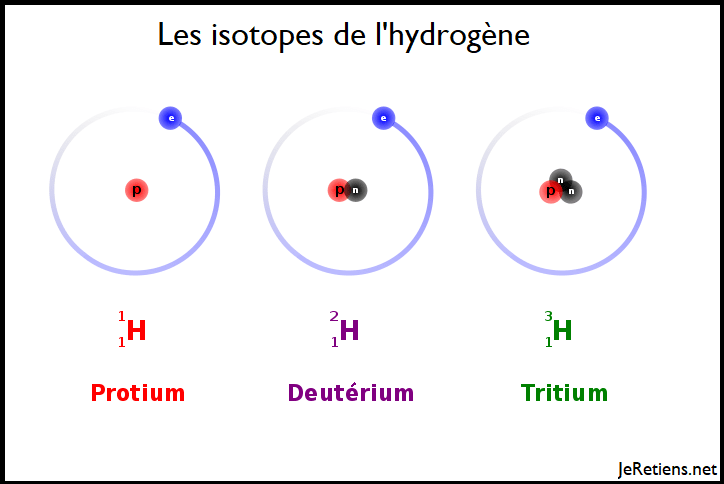 Les isotopes de l'hydrogène
e e e
p p n p n n
1 2 3
H H H
1 1 1
Protium Deutérium Tritium
JeRetiens.net